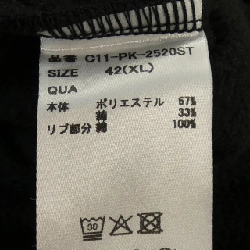 品番 C11-PK-2520ST
SIZE 42(XL)
QUA
本体 ポリエステル 67%
綿 33%
リブ部分 綿 100%